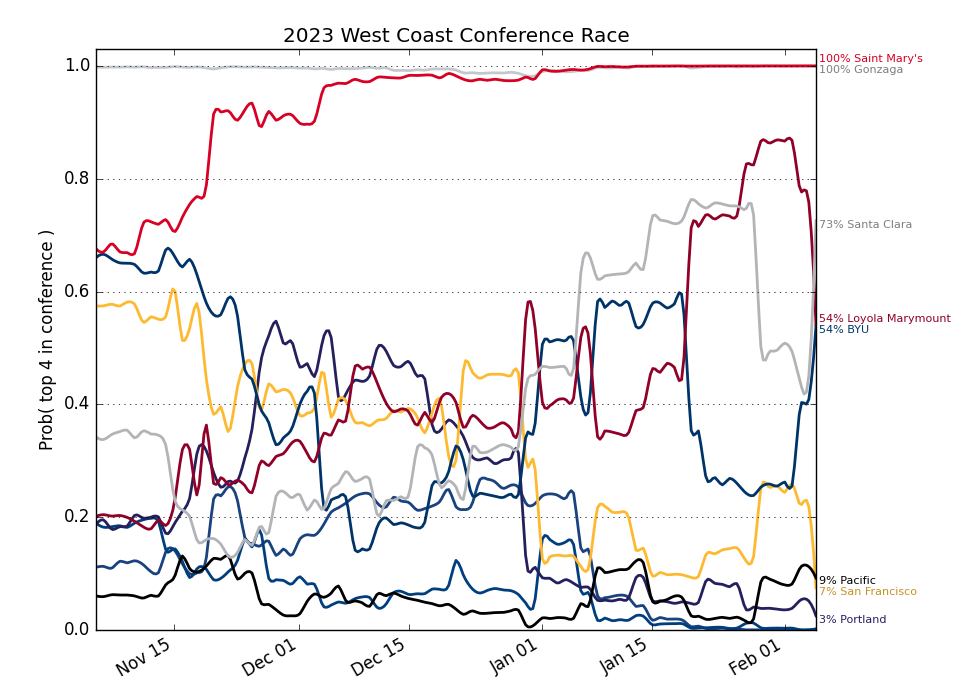 2023 West Coast Conference Race
1.0
0.8
0.6
0.4
0.2
0.0
Prob( top 4 in conference )
Nov 15
Dec 01
Dec 15
Jan 01
Jan 15
Feb 01
100% Saint Mary's
100% Gonzaga
73% Santa Clara
54% Loyola Marymount
54% BYU
9% Pacific
7% San Francisco
3% Portland